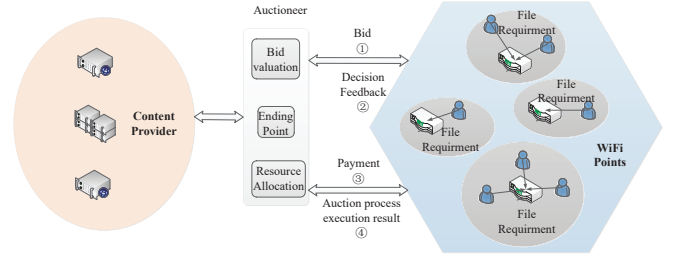 Auctioneer
Content
Provider
Bid
valuation
Ending
Point
Resource
Allocation
Bid
①
Decision
Feedback
②
Payment
③
Auction process
execution result
④
File
Requirment
File
Requirment
File
Requirment
File
Requirment
WiFi
Points